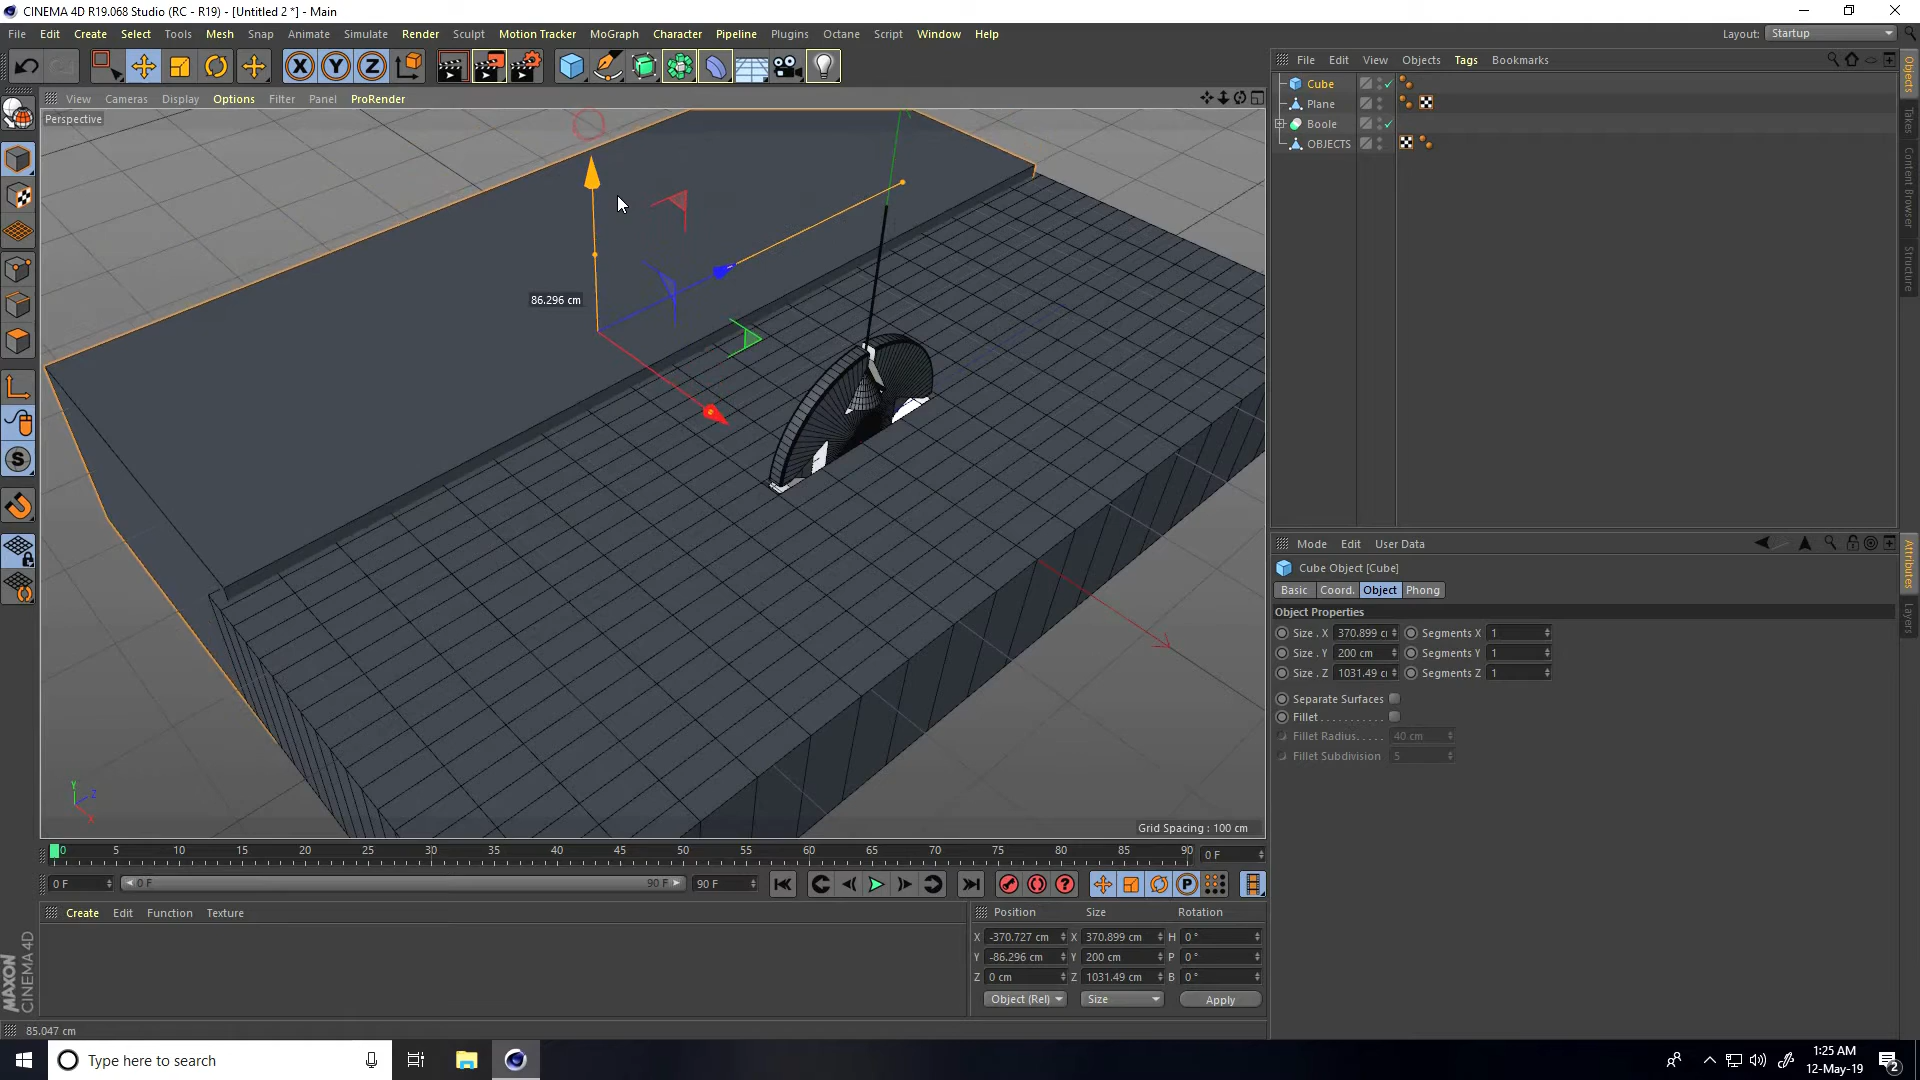 CINEMA 4D R19.068 Studio (RC - R19) - [Untitled 2 *] - Main
File Edit Create Select Tools Mesh Snap Animate Simulate Render Sculpt Motion Tracker MoGraph Character Pipeline Plugins Octane Script Window Help
Layout: Startup
View Cameras Display Options Filter Panel ProRender
Perspective
86.296 cm
Grid Spacing : 100 cm
File Edit View Objects Tags Bookmarks
Cube
Plane
Boole
OBJECTS
Objects
Takes
Content Browser
Structure
Mode Edit User Data
Cube Object [Cube]
Basic Coord. Object Phong
Object Properties
Size . X 370.899 c Segments X 1
Size . Y 200 cm Segments Y 1
Size . Z 1031.49 c Segments Z 1
Separate Surfaces
Fillet
Fillet Radius 40 cm
Fillet Subdivision 5
Attributes
Layers
0 5 10 15 20 25 30 35 40 45 50 55 60 65 70 75 80 85 90 0 F
0 F 0 F 90 F 90 F
Create Edit Function Texture
Position Size Rotation
X -370.727 cm X 370.899 cm H 0 °
Y -86.296 cm Y 200 cm P 0 °
Z 0 cm Z 1031.49 cm B 0 °
Object (Rel) Size Apply
MAXON
CINEMA 4D
85.047 cm
Type here to search
1:25 AM
12-May-19
2